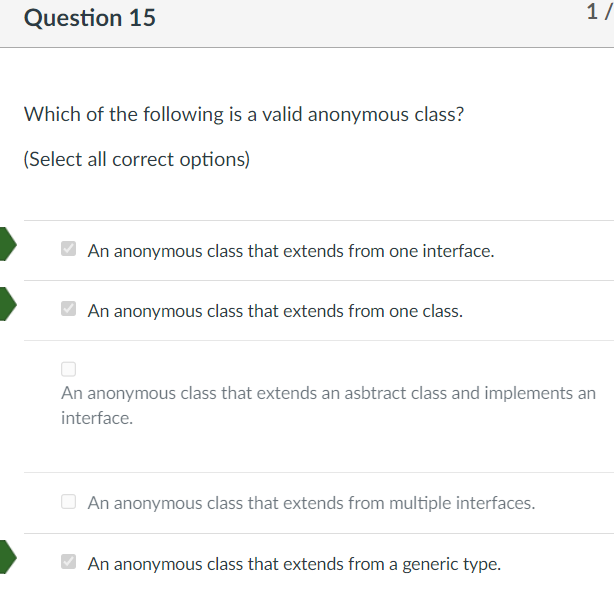 Question 15
1 /
Which of the following is a valid anonymous class?
(Select all correct options)
An anonymous class that extends from one interface.
An anonymous class that extends from one class.
An anonymous class that extends an asbtract class and implements an
interface.
An anonymous class that extends from multiple interfaces.
An anonymous class that extends from a generic type.